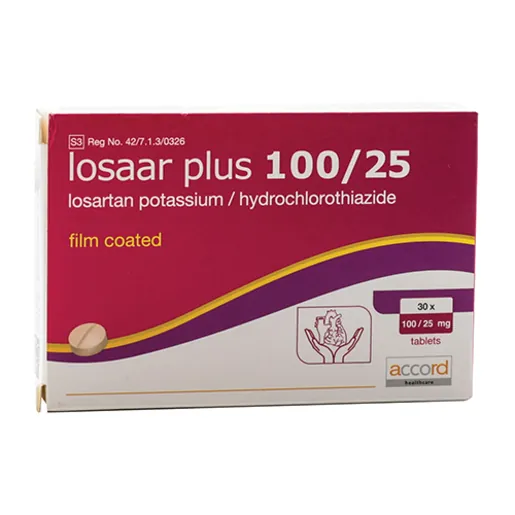 S3 Reg No. 42/7.1.3/0326
losaar plus 100/25
losartan potassium / hydrochlorothiazide
film coated
30 x
100/25 mg
tablets
accord
healthcare